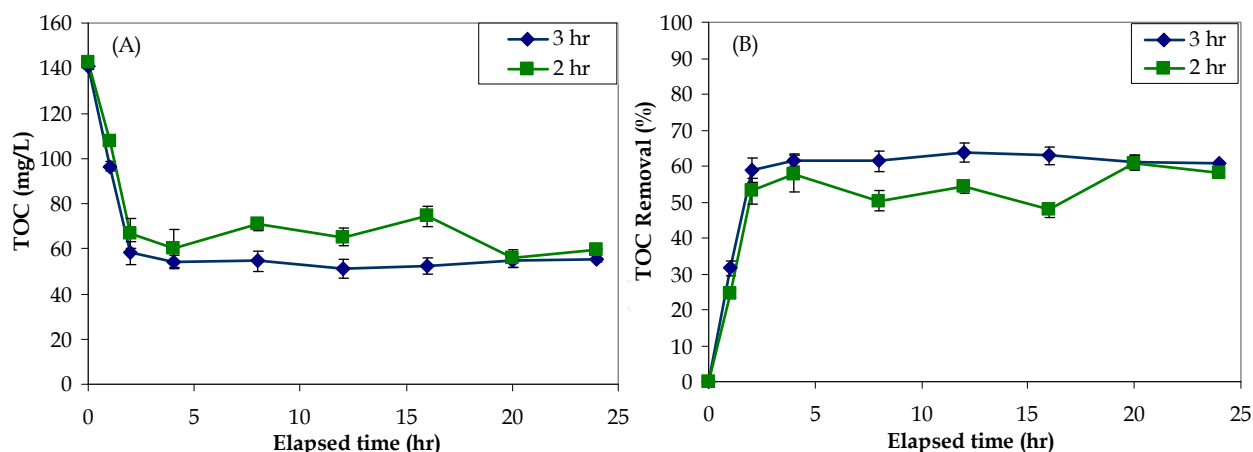 (A)
3 hr
2 hr
TOC (mg/L)
160
140
120
100
80
60
40
20
0
0 5 10 15 20 25
Elapsed time (hr)
(B)
3 hr
2 hr
TOC Removal (%)
100
90
80
70
60
50
40
30
20
10
0
0 5 10 15 20 25
Elapsed time (hr)